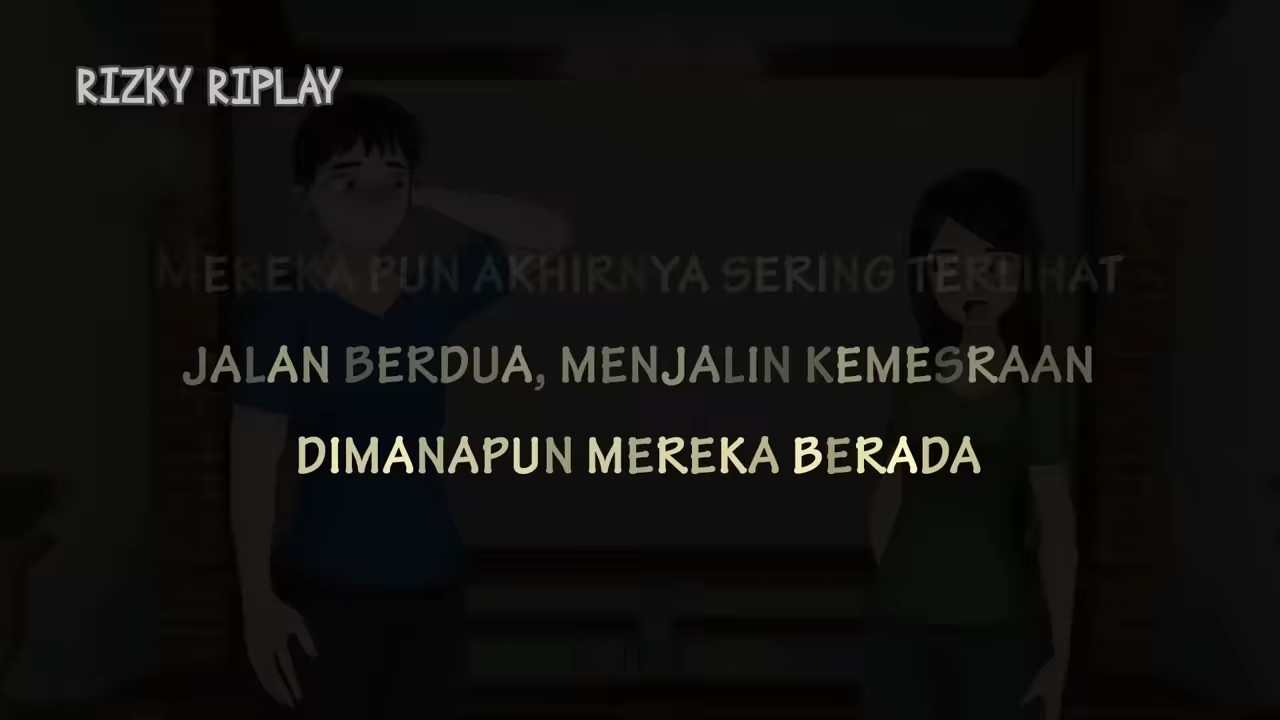 RIZKY RIPLAY
MEREKA PUN AKHIRNYA SERING TERLIHAT
JALAN BERDUA, MENJALIN KEMESRAAN
DIMANAPUN MEREKA BERADA